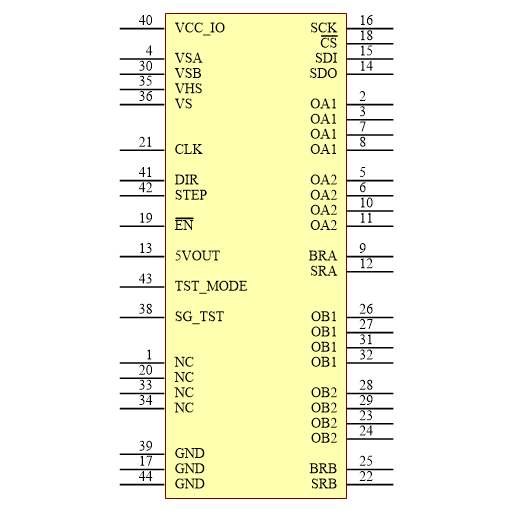 40 VCC_IO SCK 16
CS 18
4 VSA SDI 15
30 VSB SDO 14
35 VHS
36 VS OA1 2
OA1 3
OA1 7
21 CLK OA1 8
41 DIR OA2 5
42 STEP OA2 6
OA2 10
19 EN OA2 11
13 5VOUT BRA 9
SRA 12
43 TST_MODE
38 SG_TST OB1 26
OB1 27
OB1 31
1 NC OB1 32
20 NC
33 NC OB2 28
34 NC OB2 29
OB2 23
OB2 24
39 GND
17 GND BRB 25
44 GND SRB 22